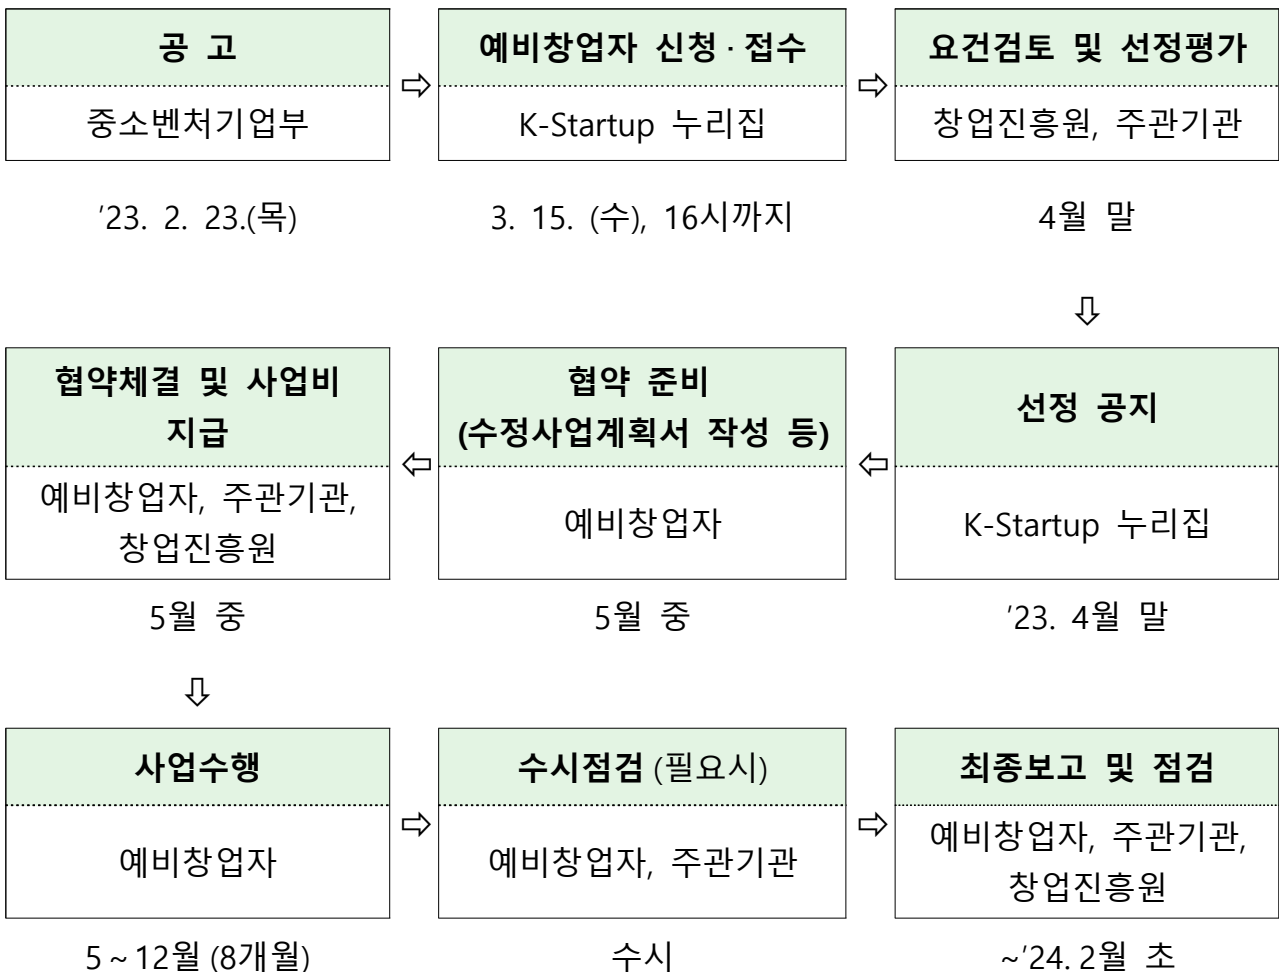 공 고
중소벤처기업부
'23. 2. 23.(목)
예비창업자 신청·접수
K-Startup 누리집
3. 15. (수), 16시까지
요건검토 및 선정평가
창업진흥원, 주관기관
4월 말
선정 공지
K-Startup 누리집
'23. 4월 말
협약 준비
(수정사업계획서 작성 등)
예비창업자
5월 중
협약체결 및 사업비
지급
예비창업자, 주관기관,
창업진흥원
5월 중
사업수행
예비창업자
5~12월 (8개월)
수시점검 (필요시)
예비창업자, 주관기관
수시
최종보고 및 점검
예비창업자, 주관기관,
창업진흥원
~'24. 2월 초